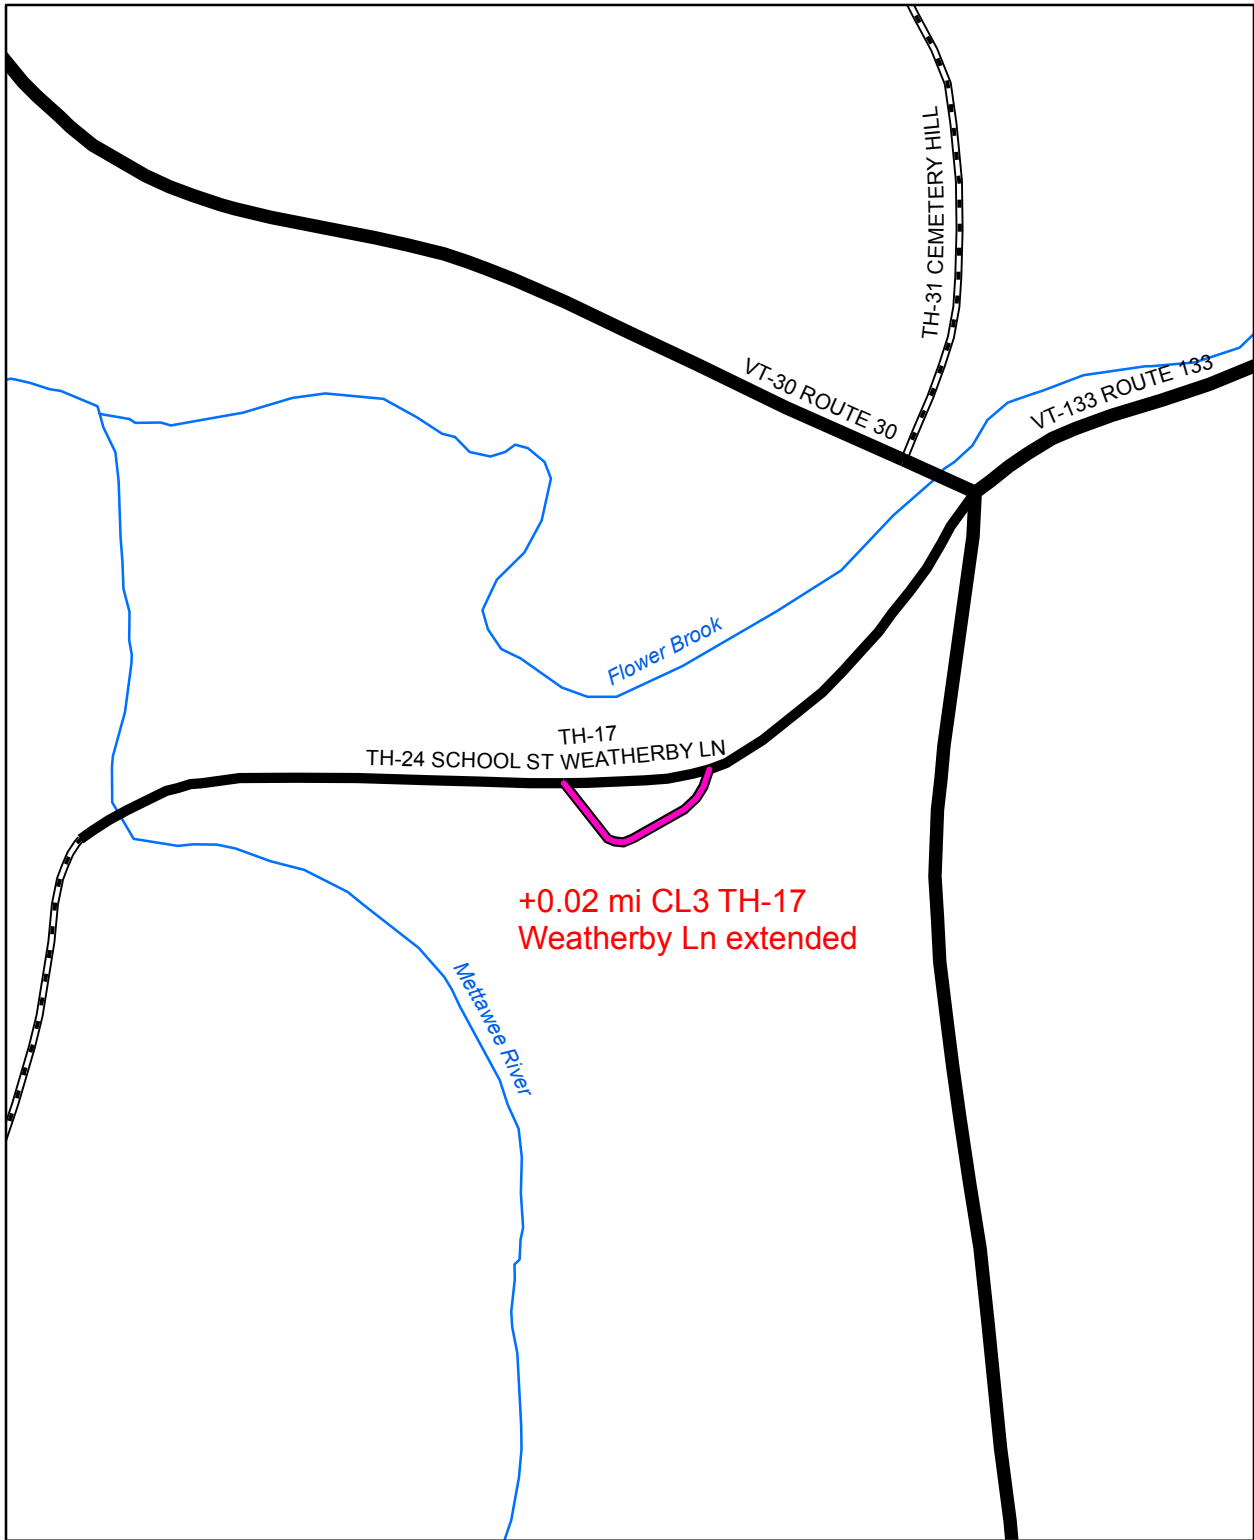 TH-31 CEMETERY HILL
VT-30 ROUTE 30
VT-133 ROUTE 133
Flower Brook
TH-17
TH-24 SCHOOL ST WEATHERBY LN
+0.02 mi CL3 TH-17
Weatherby Ln extended
Mettawee River